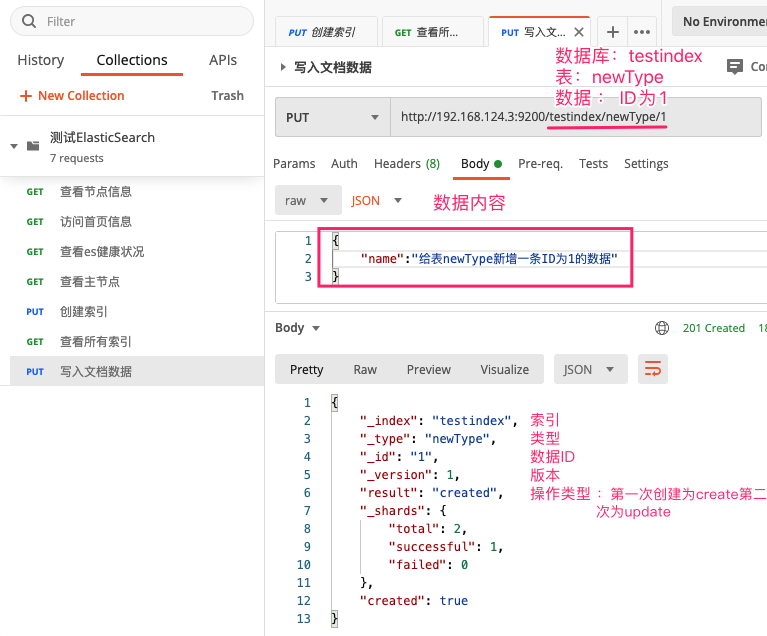 Filter
History
Collections
APIs
+ New Collection
Trash
测试ElasticSearch
7 requests
GET 查看节点信息
GET 访问首页信息
GET 查看es健康状况
GET 查看主节点
PUT 创建索引
GET 查看所有索引
PUT 写入文档数据
PUT 创建索引
GET 查看所...
PUT 写入文...
No Environme
写入文档数据
数据库：testindex
表：newType
数据： ID为1
PUT
http://192.168.124.3:9200/testindex/newType/1
Params Auth Headers (8) Body Pre-req. Tests Settings
raw JSON
数据内容
1 {
2 "name":"给表newType新增一条ID为1的数据"
3 }
Body
201 Created
Pretty Raw Preview Visualize JSON
1 {
2 "_index": "testindex", 索引
3 "_type": "newType", 类型
4 "_id": "1", 数据ID
5 "_version": 1, 版本
6 "result": "created", 操作类型：第一次创建为create第二
次为update
7 "_shards": {
8 "total": 2,
9 "successful": 1,
10 "failed": 0
11 },
12 "created": true
13 }